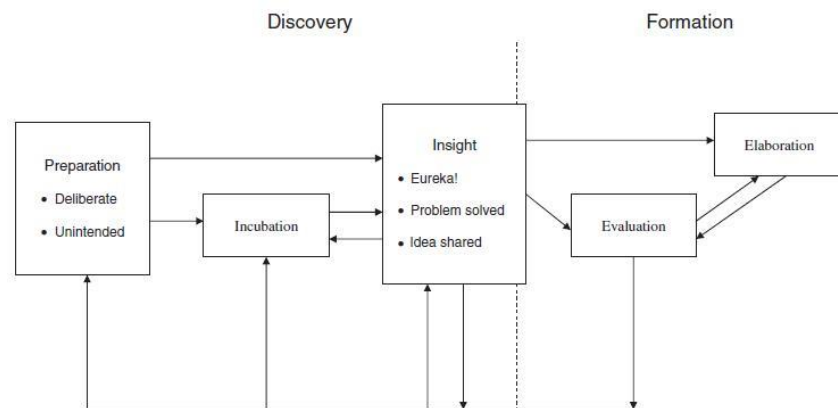 Discovery
Formation
Preparation
• Deliberate
• Unintended
Incubation
Insight
• Eureka!
• Problem solved
• Idea shared
Evaluation
Elaboration